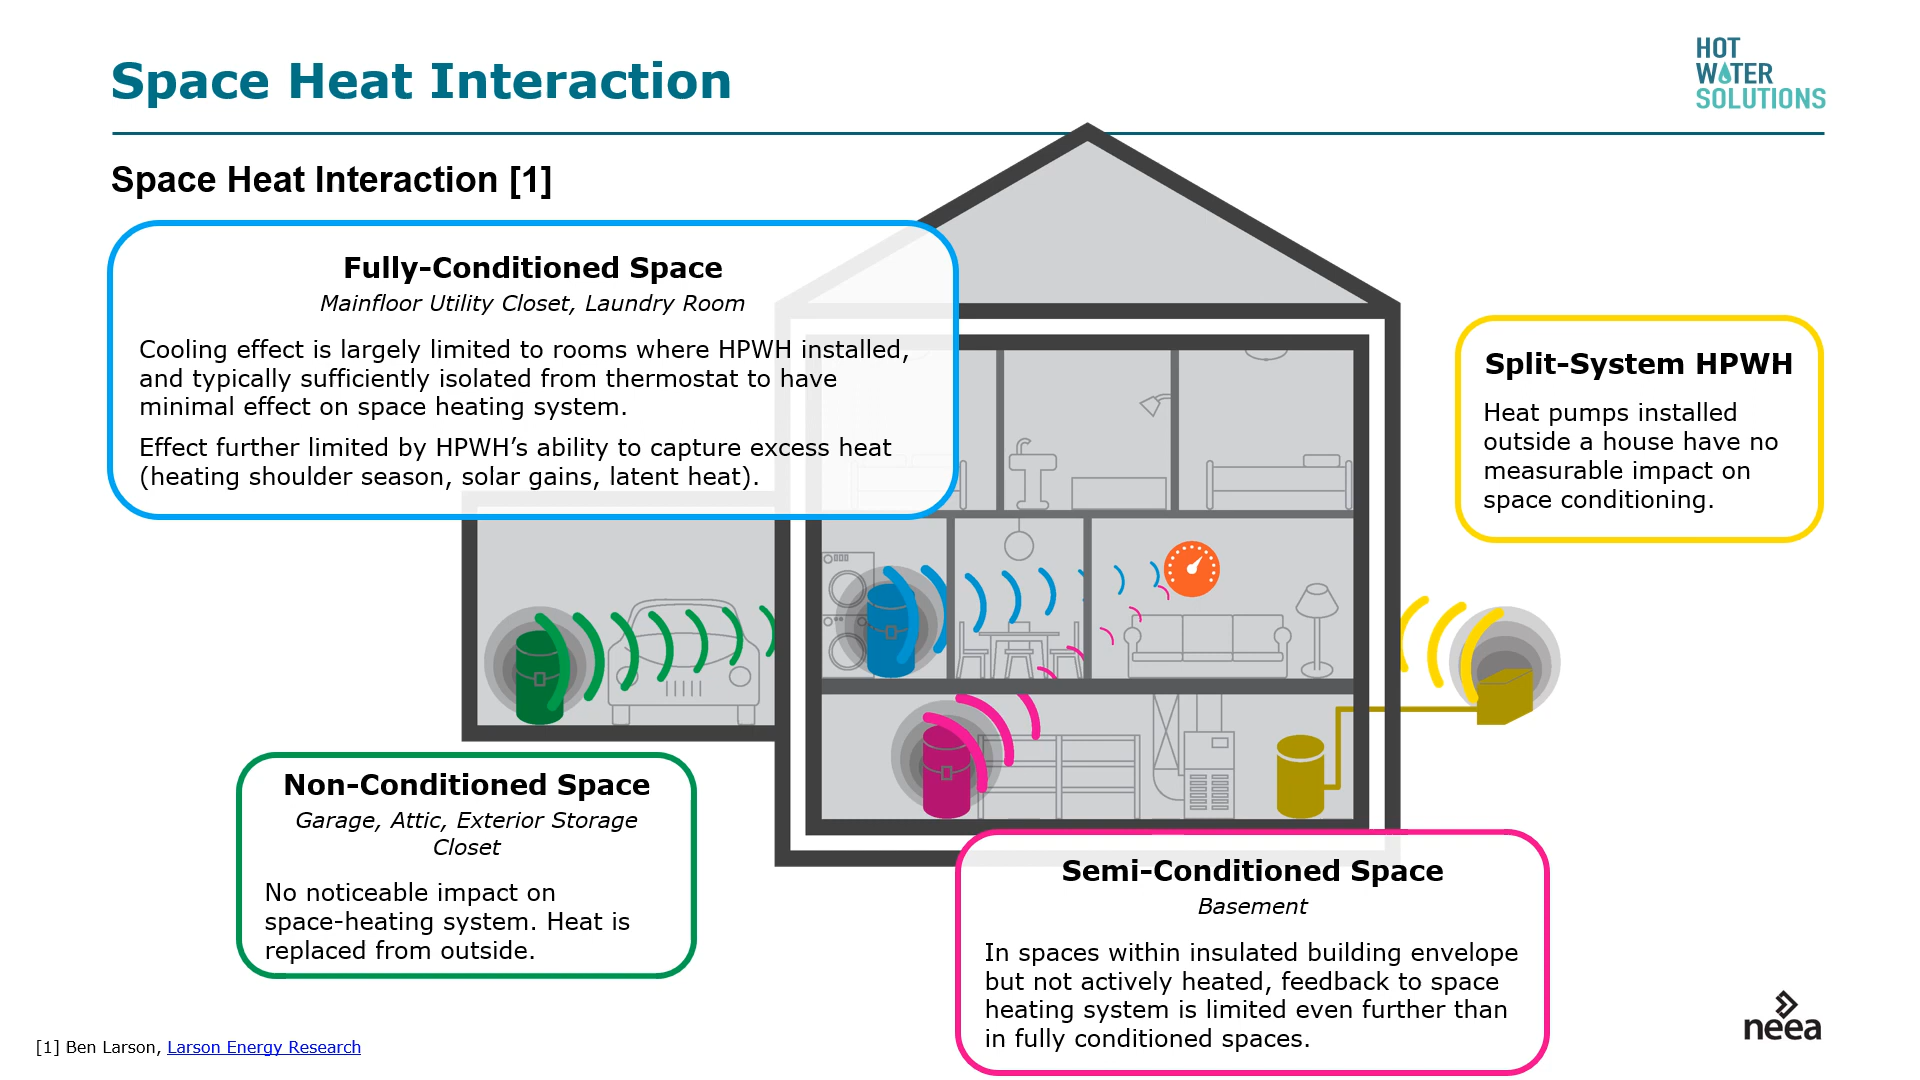 Space Heat Interaction
HOT
WATER
SOLUTIONS
Space Heat Interaction [1]
Fully-Conditioned Space
Mainfloor Utility Closet, Laundry Room
Cooling effect is largely limited to rooms where HPWH installed,
and typically sufficiently isolated from thermostat to have
minimal effect on space heating system.
Effect further limited by HPWH’s ability to capture excess heat
(heating shoulder season, solar gains, latent heat).
Split-System HPWH
Heat pumps installed
outside a house have no
measurable impact on
space conditioning.
Non-Conditioned Space
Garage, Attic, Exterior Storage
Closet
No noticeable impact on
space-heating system. Heat is
replaced from outside.
Semi-Conditioned Space
Basement
In spaces within insulated building envelope
but not actively heated, feedback to space
heating system is limited even further than
in fully conditioned spaces.
[1] Ben Larson, Larson Energy Research
neea